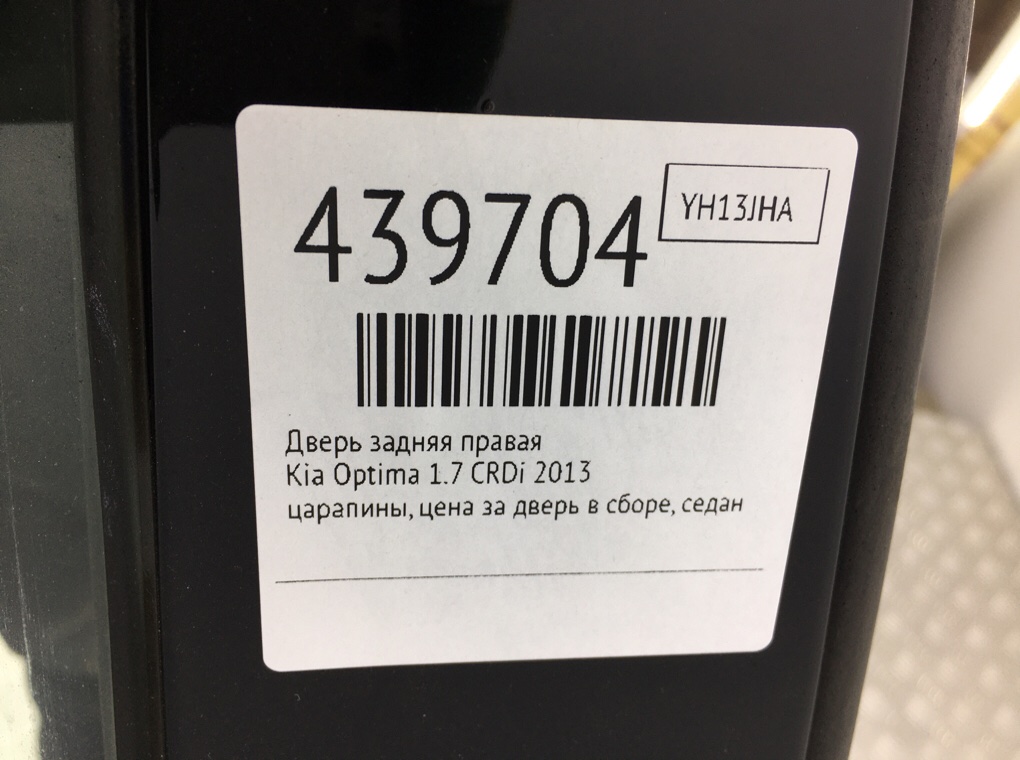 439704
YH13JHA
Дверь задняя правая
Kia Optima 1.7 CRDi 2013
царапины, цена за дверь в сборе, седан